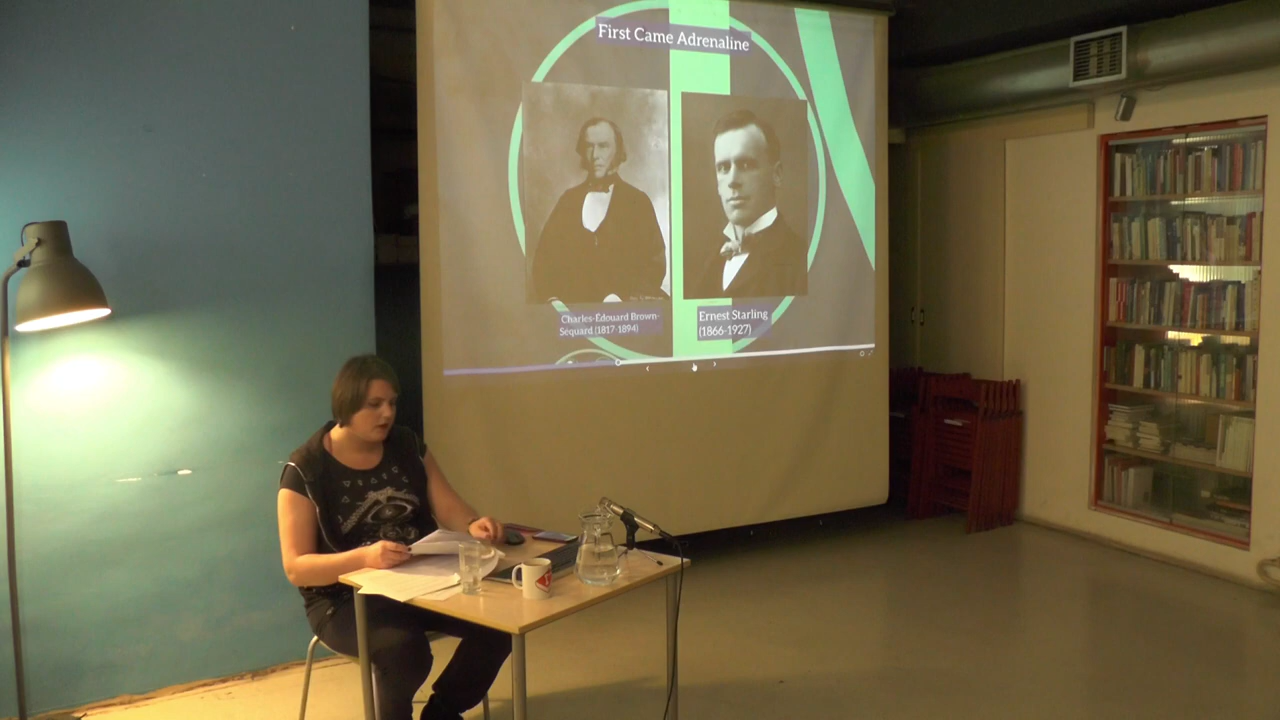 First Came Adrenaline
Charles-Édouard Brown-
Séquard (1817-1894)
Ernest Starling
(1866-1927)